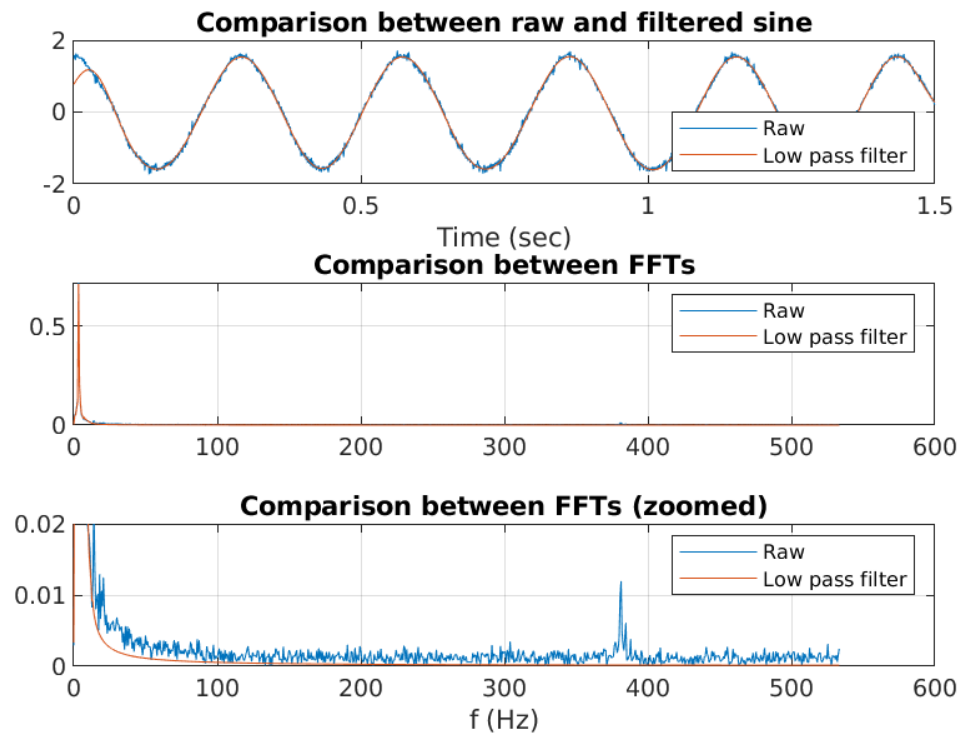 Comparison between raw and filtered sine
2
0
-2
Raw
Low pass filter
0 0.5 1 1.5
Time (sec)
Comparison between FFTs
0.5
0
Raw
Low pass filter
0 100 200 300 400 500 600
Comparison between FFTs (zoomed)
0.02
0.01
0
Raw
Low pass filter
0 100 200 300 400 500 600
f (Hz)